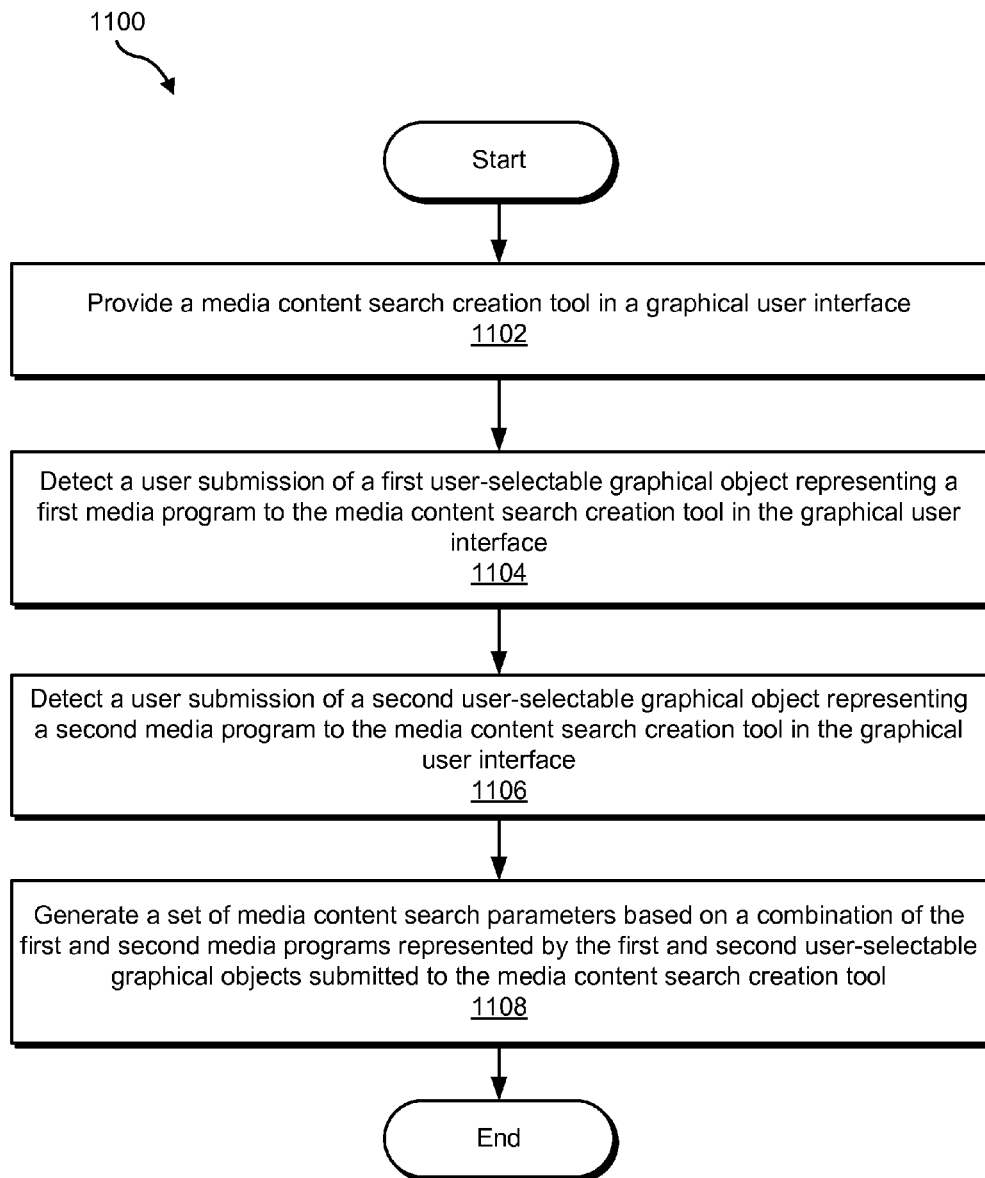 1100
Start
Provide a media content search creation tool in a graphical user interface
1102
Detect a user submission of a first user-selectable graphical object representing a
first media program to the media content search creation tool in the graphical user
interface
1104
Detect a user submission of a second user-selectable graphical object representing
a second media program to the media content search creation tool in the graphical
user interface
1106
Generate a set of media content search parameters based on a combination of the
first and second media programs represented by the first and second user-selectable
graphical objects submitted to the media content search creation tool
1108
End